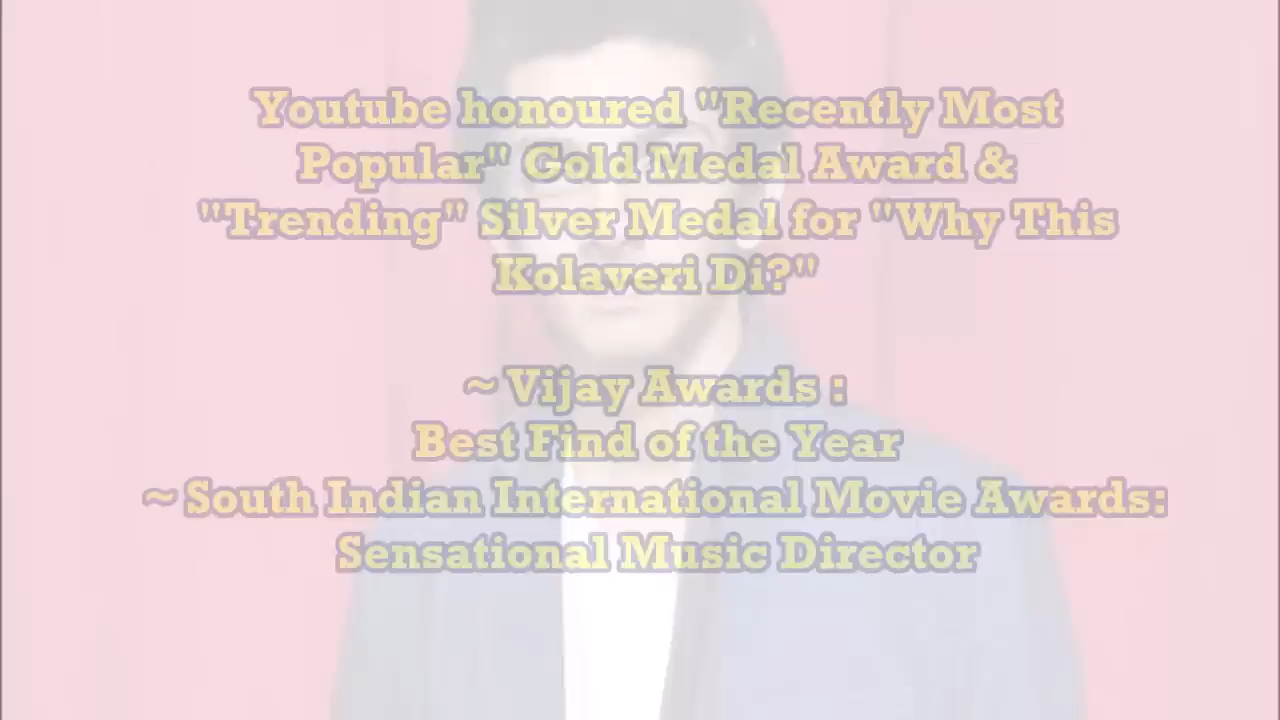 Youtube honoured "Recently Most
Popular" Gold Medal Award &
"Trending" Silver Medal for "Why This
Kolaveri Di?"
~ Vijay Awards :
Best Find of the Year
~ South Indian International Movie Awards:
Sensational Music Director